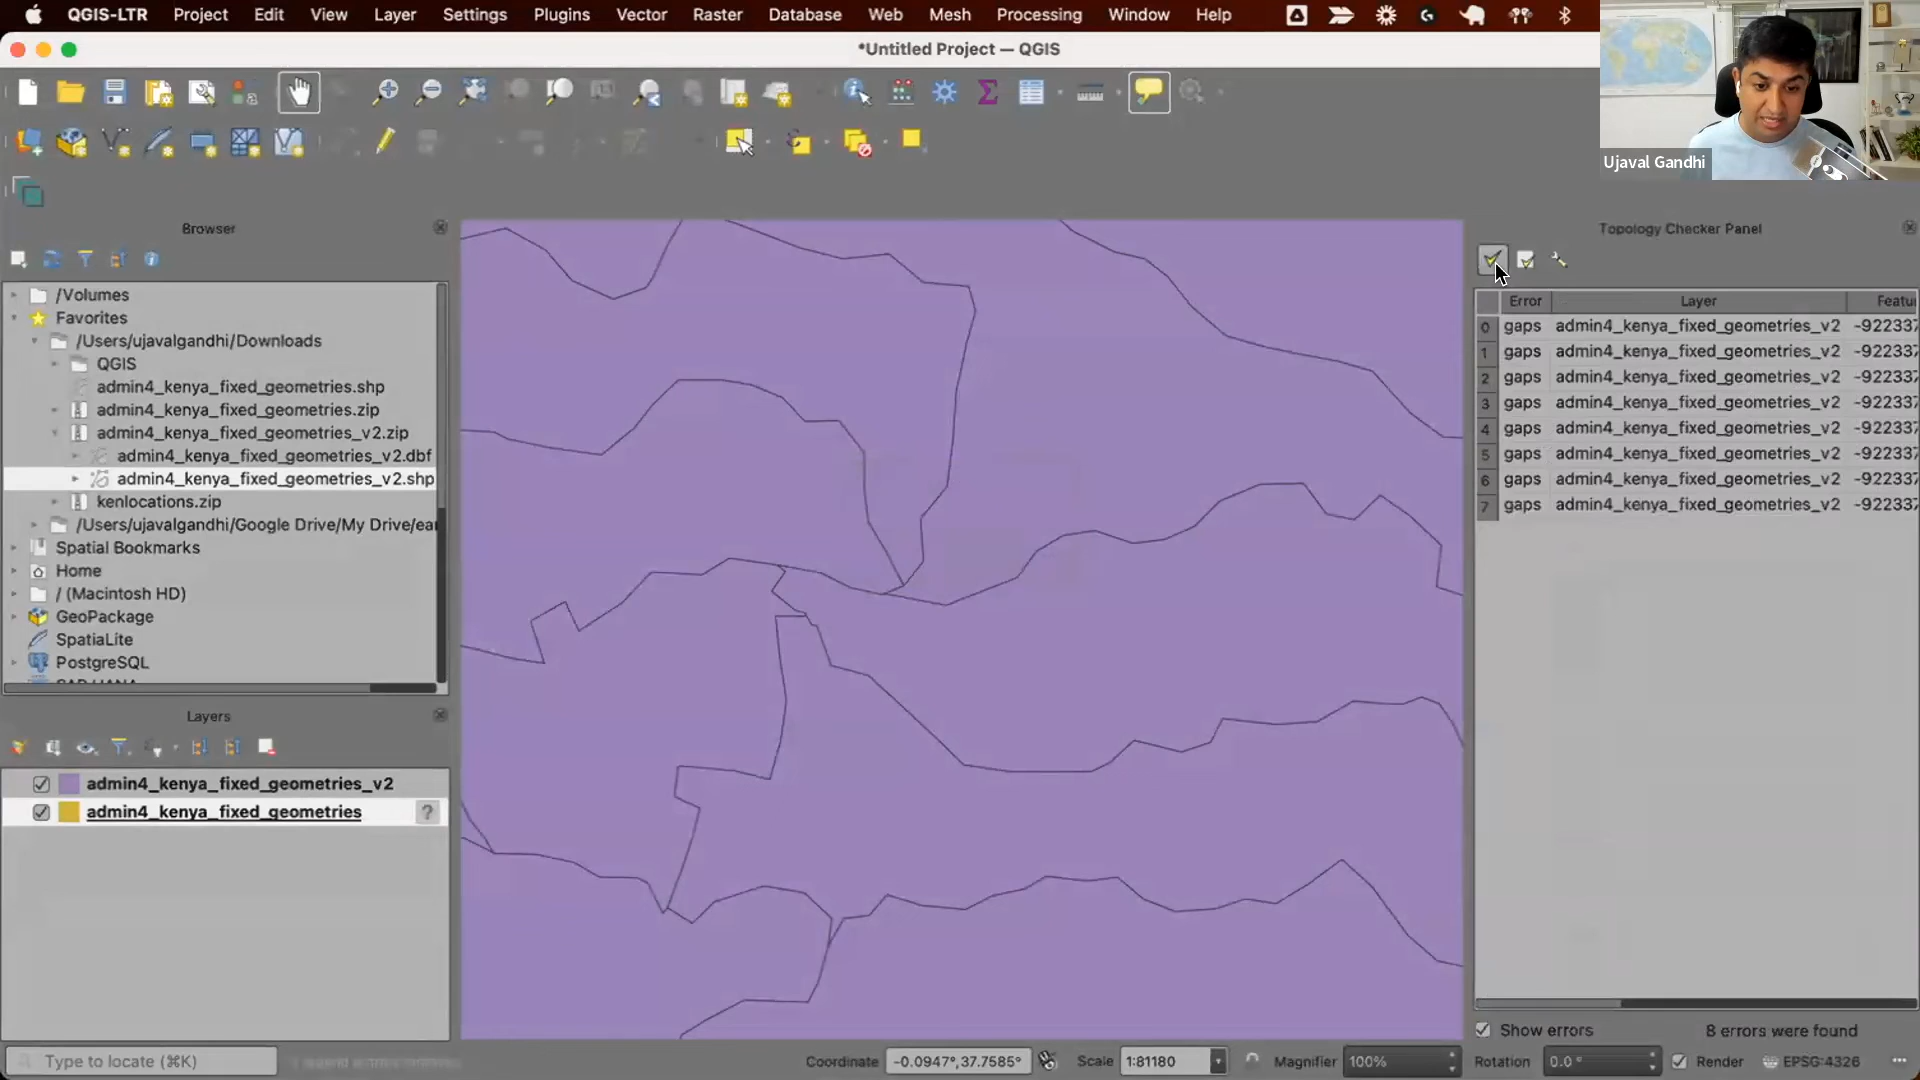 QGIS-LTR Project Edit View Layer Settings Plugins Vector Raster Database Web Mesh Processing Window Help
*Untitled Project — QGIS
Ujaval Gandhi
Browser
/Volumes
Favorites
/Users/ujavalgandhi/Downloads
QGIS
admin4_kenya_fixed_geometries.shp
admin4_kenya_fixed_geometries.zip
admin4_kenya_fixed_geometries_v2.zip
admin4_kenya_fixed_geometries_v2.dbf
admin4_kenya_fixed_geometries_v2.shp
kenlocations.zip
/Users/ujavalgandhi/Google Drive/My Drive/ear
Spatial Bookmarks
Home
/ (Macintosh HD)
GeoPackage
SpatiaLite
PostgreSQL
Layers
admin4_kenya_fixed_geometries_v2
admin4_kenya_fixed_geometries ?
Topology Checker Panel
Error Layer Featu
0 gaps admin4_kenya_fixed_geometries_v2 -922337
1 gaps admin4_kenya_fixed_geometries_v2 -922337
2 gaps admin4_kenya_fixed_geometries_v2 -922337
3 gaps admin4_kenya_fixed_geometries_v2 -922337
4 gaps admin4_kenya_fixed_geometries_v2 -922337
5 gaps admin4_kenya_fixed_geometries_v2 -922337
6 gaps admin4_kenya_fixed_geometries_v2 -922337
7 gaps admin4_kenya_fixed_geometries_v2 -922337
Show errors 8 errors were found
Type to locate (⌘K) Coordinate -0.0947°,37.7585° Scale 1:81180 Magnifier 100% Rotation 0.0 ° Render EPSG:4326